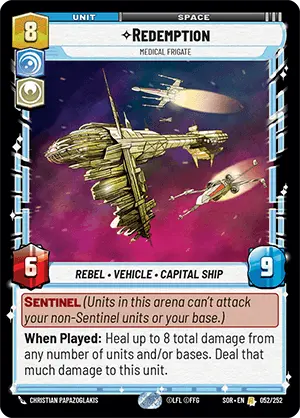 8
UNIT
SPACE
Redemption
MEDICAL FRIGATE
6
9
REBEL • VEHICLE • CAPITAL SHIP
SENTINEL (Units in this arena can't attack
your non-Sentinel units or your base.)
When Played: Heal up to 8 total damage from
any number of units and/or bases. Deal that
much damage to this unit.
CHRISTIAN PAPAZOGLAKIS
©LFL ©FFG
SOR • EN
052/252